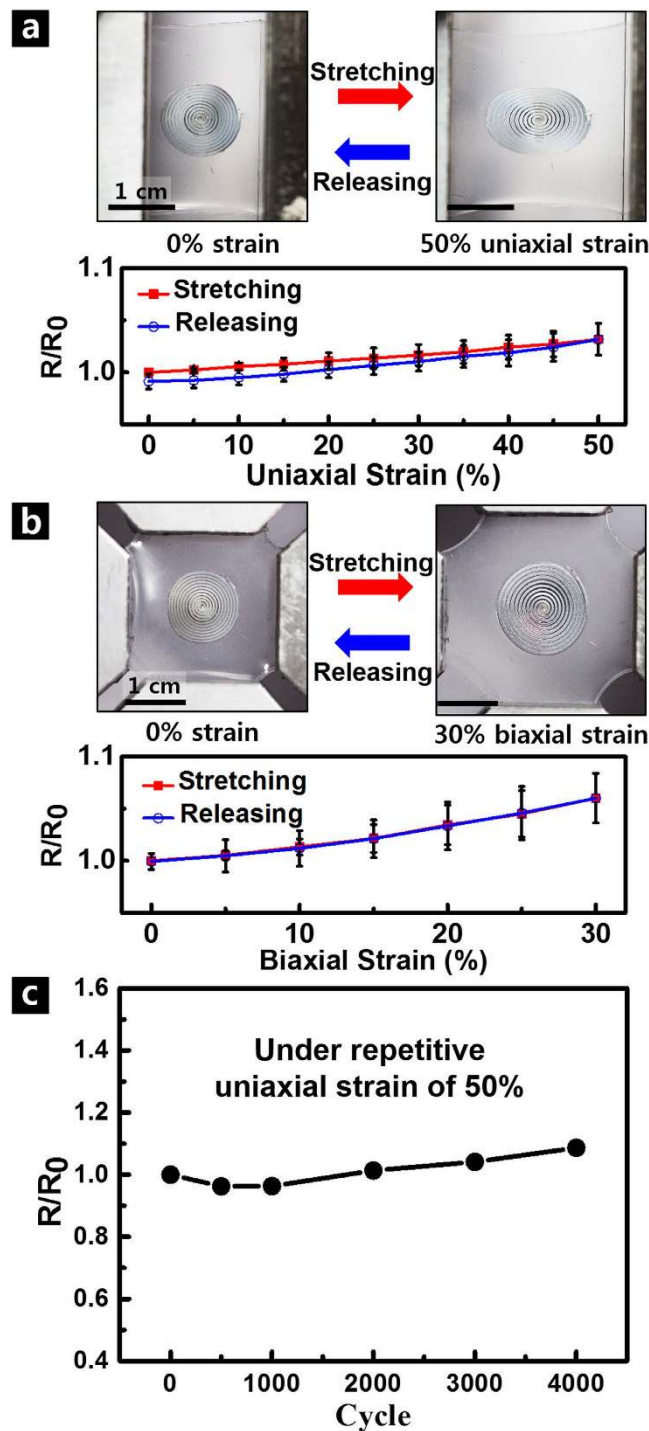 a
Stretching
Releasing
1 cm
0% strain
50% uniaxial strain
1.1
1.0
R/R0
Stretching
Releasing
0 10 20 30 40 50
Uniaxial Strain (%)
b
Stretching
Releasing
1 cm
0% strain
30% biaxial strain
1.1
1.0
R/R0
Stretching
Releasing
0 10 20 30
Biaxial Strain (%)
c
1.6
1.4
1.2
1.0
0.8
0.6
0.4
R/R0
Under repetitive
uniaxial strain of 50%
0 1000 2000 3000 4000
Cycle